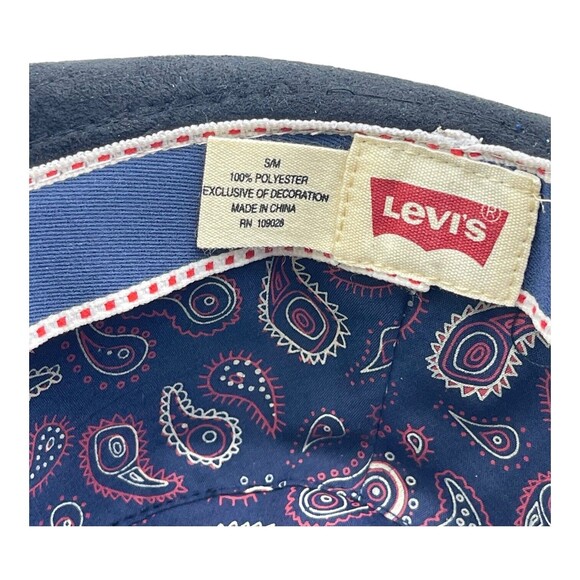 S/M
100% POLYESTER
EXCLUSIVE OF DECORATION
MADE IN CHINA
RN 109028
Levi's®